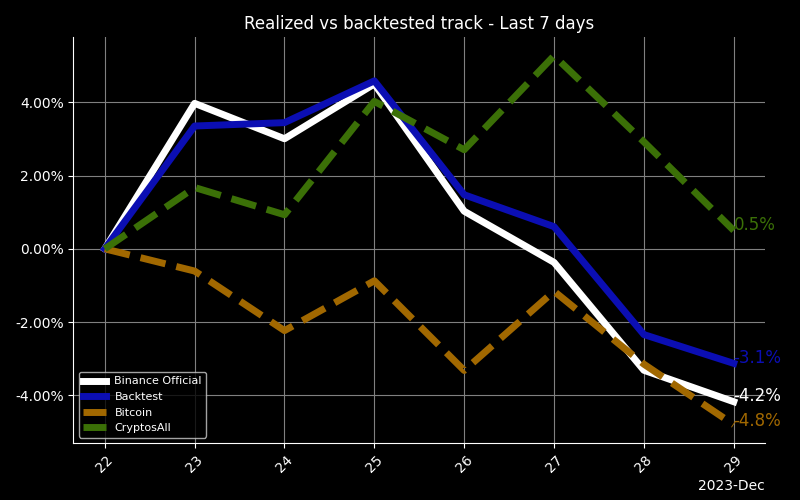 Realized vs backtested track - Last 7 days
4.00%
2.00%
0.00%
-2.00%
-4.00%
0.5%
-3.1%
-4.2%
-4.8%
Binance Official
Backtest
Bitcoin
CryptosAll
22
23
24
25
26
27
28
29
2023-Dec